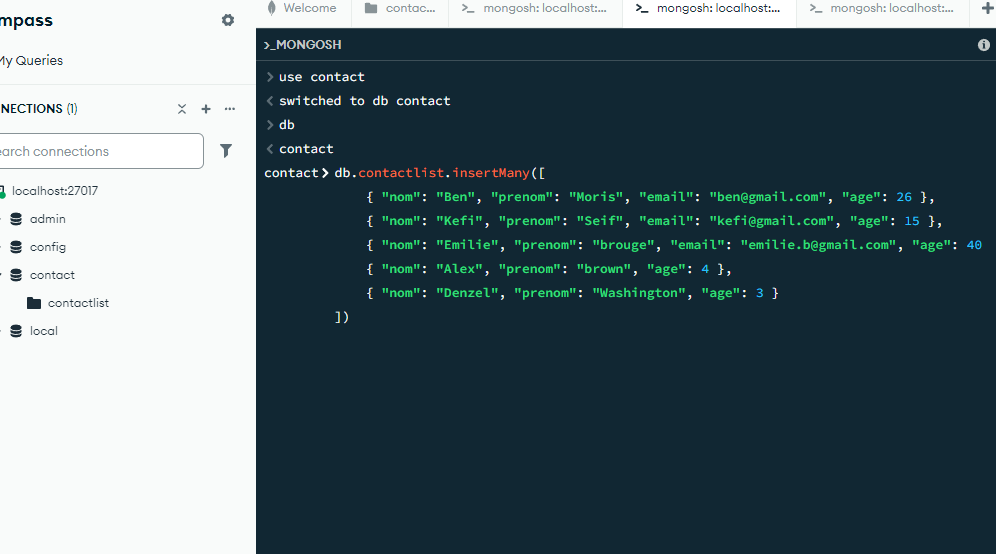 mpass
My Queries
NECTIONS (1)
earch connections
localhost:27017
admin
config
contact
contactlist
local
Welcome
contac...
>_ mongosh: localhost:...
>_ mongosh: localhost:...
>_ mongosh: localhost:...
>_MONGOSH
> use contact
< switched to db contact
> db
< contact
contact> db.contactlist.insertMany([
{ "nom": "Ben", "prenom": "Moris", "email": "ben@gmail.com", "age": 26 },
{ "nom": "Kefi", "prenom": "Seif", "email": "kefi@gmail.com", "age": 15 },
{ "nom": "Emilie", "prenom": "brouge", "email": "emilie.b@gmail.com", "age": 40
{ "nom": "Alex", "prenom": "brown", "age": 4 },
{ "nom": "Denzel", "prenom": "Washington", "age": 3 }
])